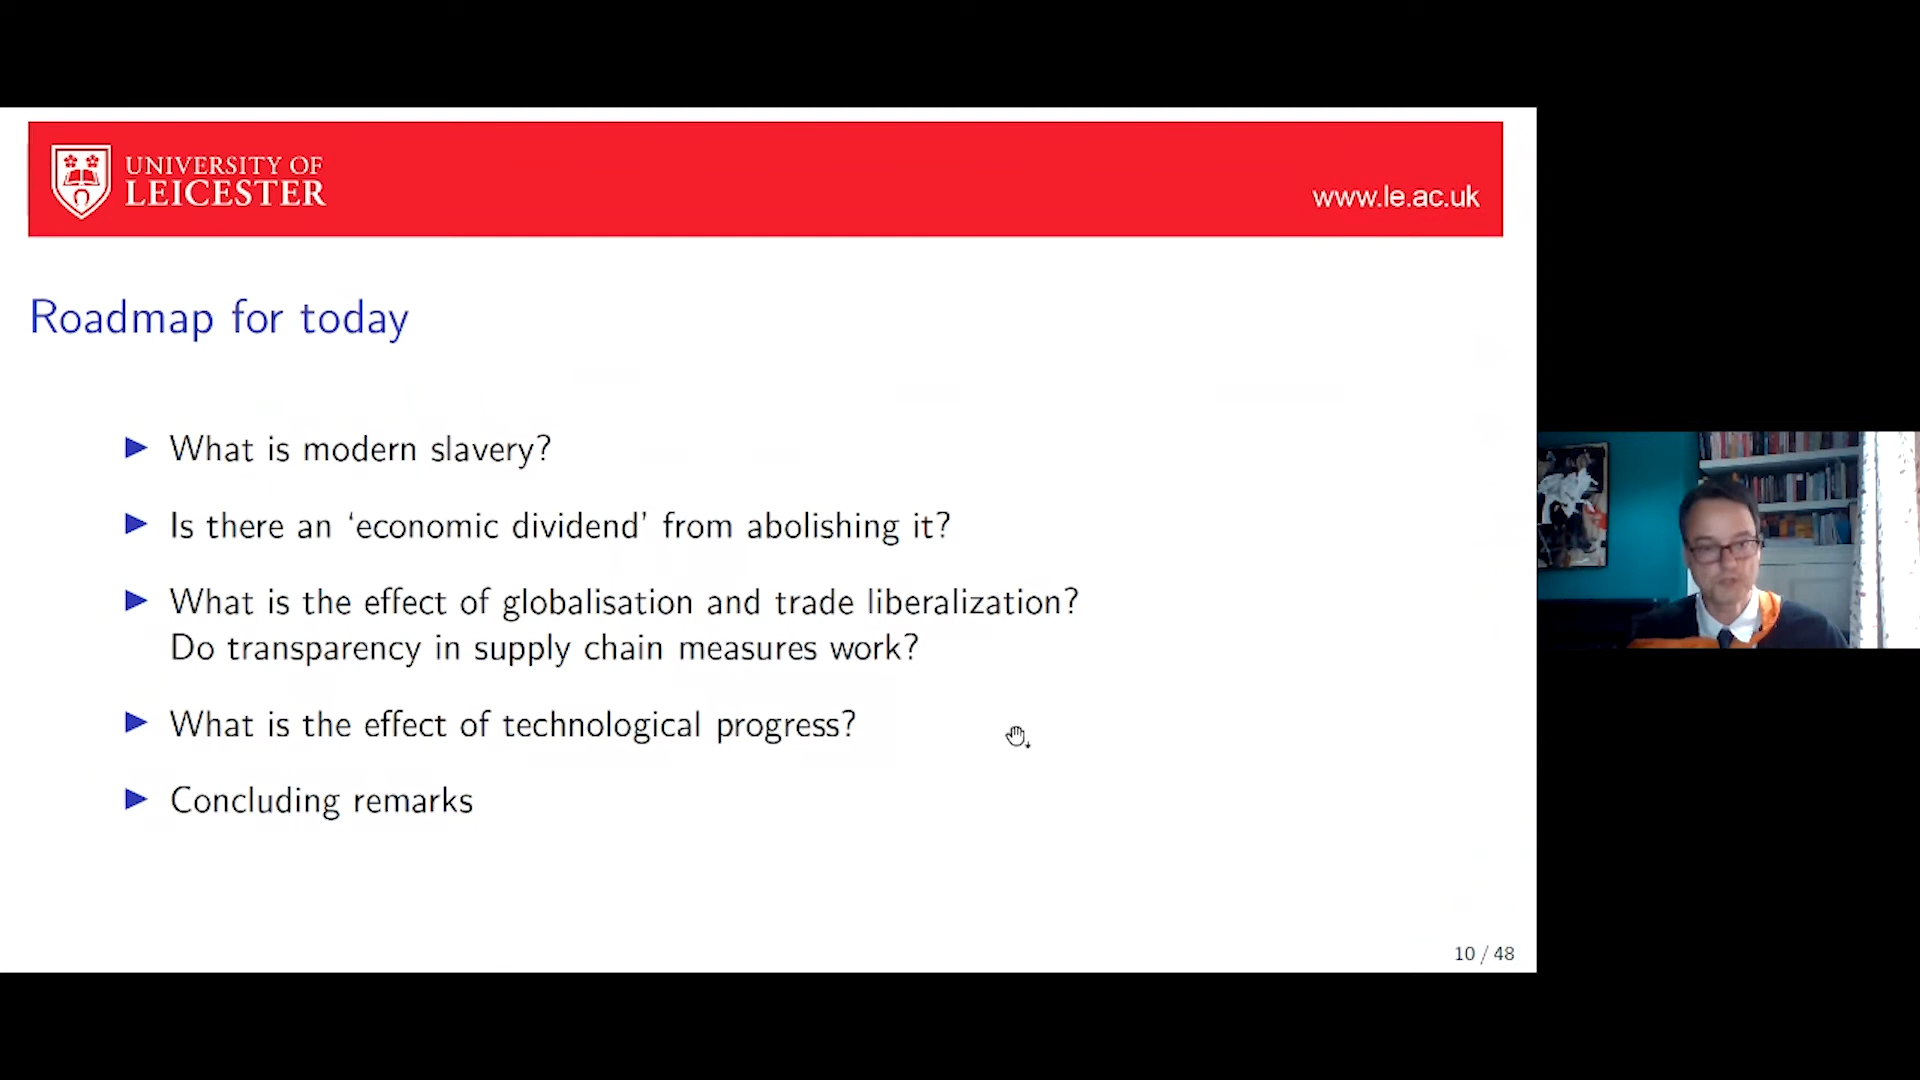 UNIVERSITY OF
LEICESTER
www.le.ac.uk
Roadmap for today
What is modern slavery?
Is there an ‘economic dividend’ from abolishing it?
What is the effect of globalisation and trade liberalization?
Do transparency in supply chain measures work?
What is the effect of technological progress?
Concluding remarks
10 / 48